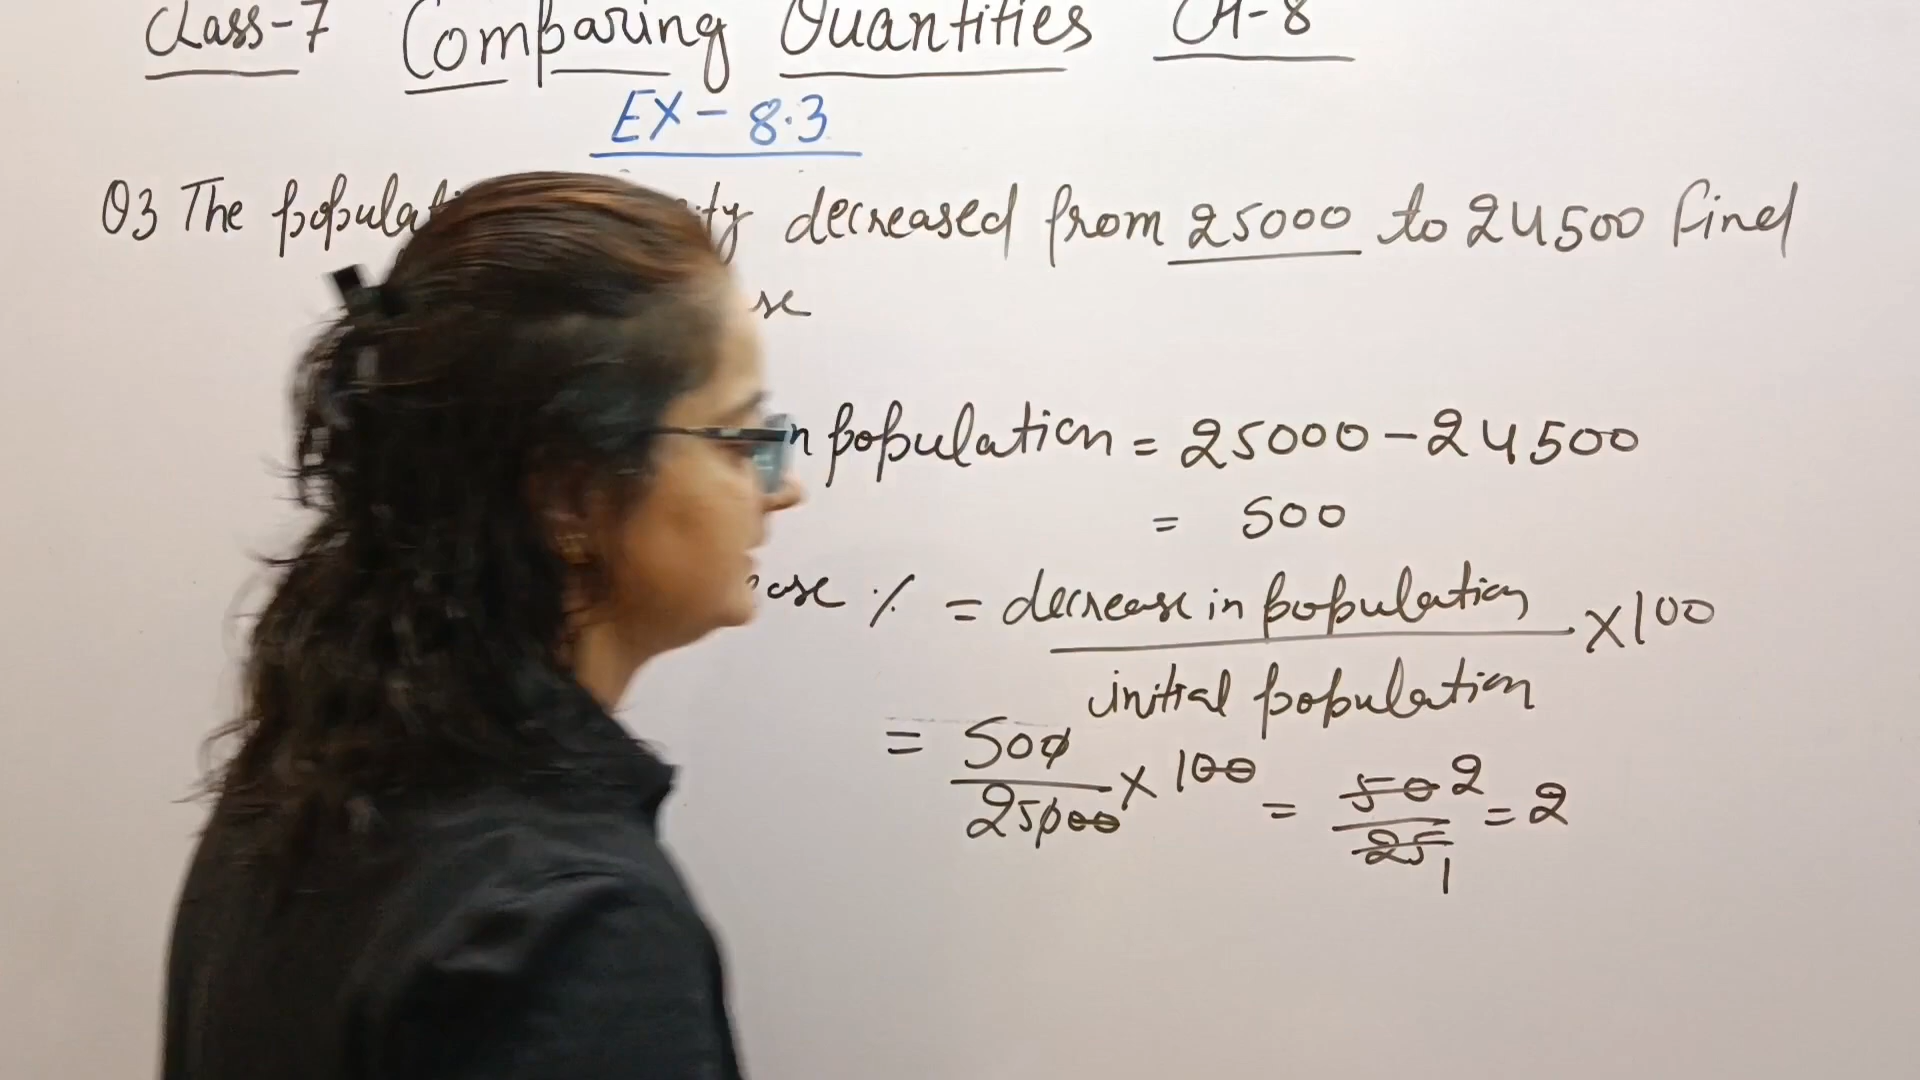 Class-7 Comparing Quantities CH-8
EX-8.3
Q3 The decreased from 25000 to 24500 find
in population = 25000-24500
= 500
% = decrease in population / initial population ×100
= 500/25000 × 100 = 50 2/25 1 = 2